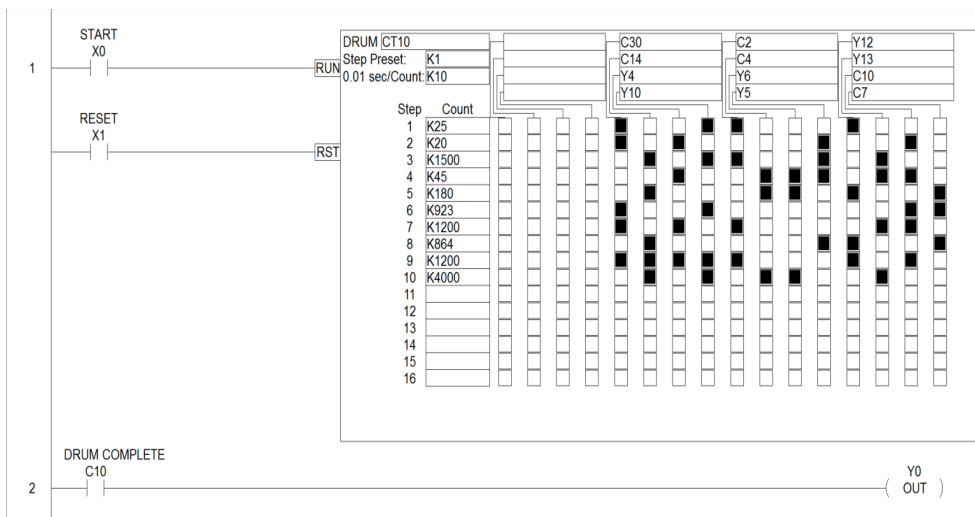 START
X0
1
RUN
DRUM CT10
Step Preset: K1
0.01 sec/Count: K10
C30
C14
Y4
Y10
C2
C4
Y6
Y5
Y12
Y13
C10
C7
RESET
X1
RST
Step Count
1 K25
2 K20
3 K1500
4 K45
5 K180
6 K923
7 K1200
8 K864
9 K1200
10 K4000
11
12
13
14
15
16
DRUM COMPLETE
C10
2
Y0
( OUT )